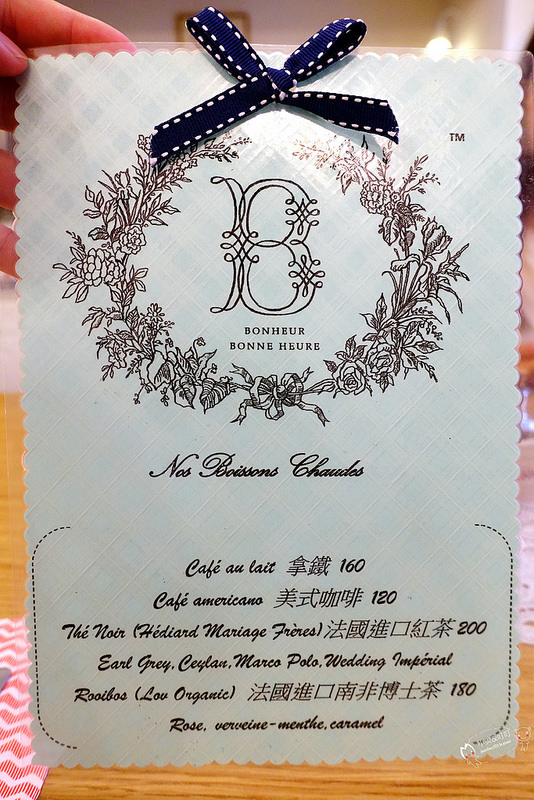 TM
B
BONHEUR
BONNE HEURE
Nos Boissons Chaudes
Café au lait 拿鐵 160
Café americano 美式咖啡 120
Thé Noir (Hédiard Mariage Frères) 法國進口紅茶 200
Earl Grey, Ceylan, Marco Polo, Wedding Impérial
Rooibos (Lov Organic) 法國進口南非博士茶 180
Rose, verveine-menthe, caramel